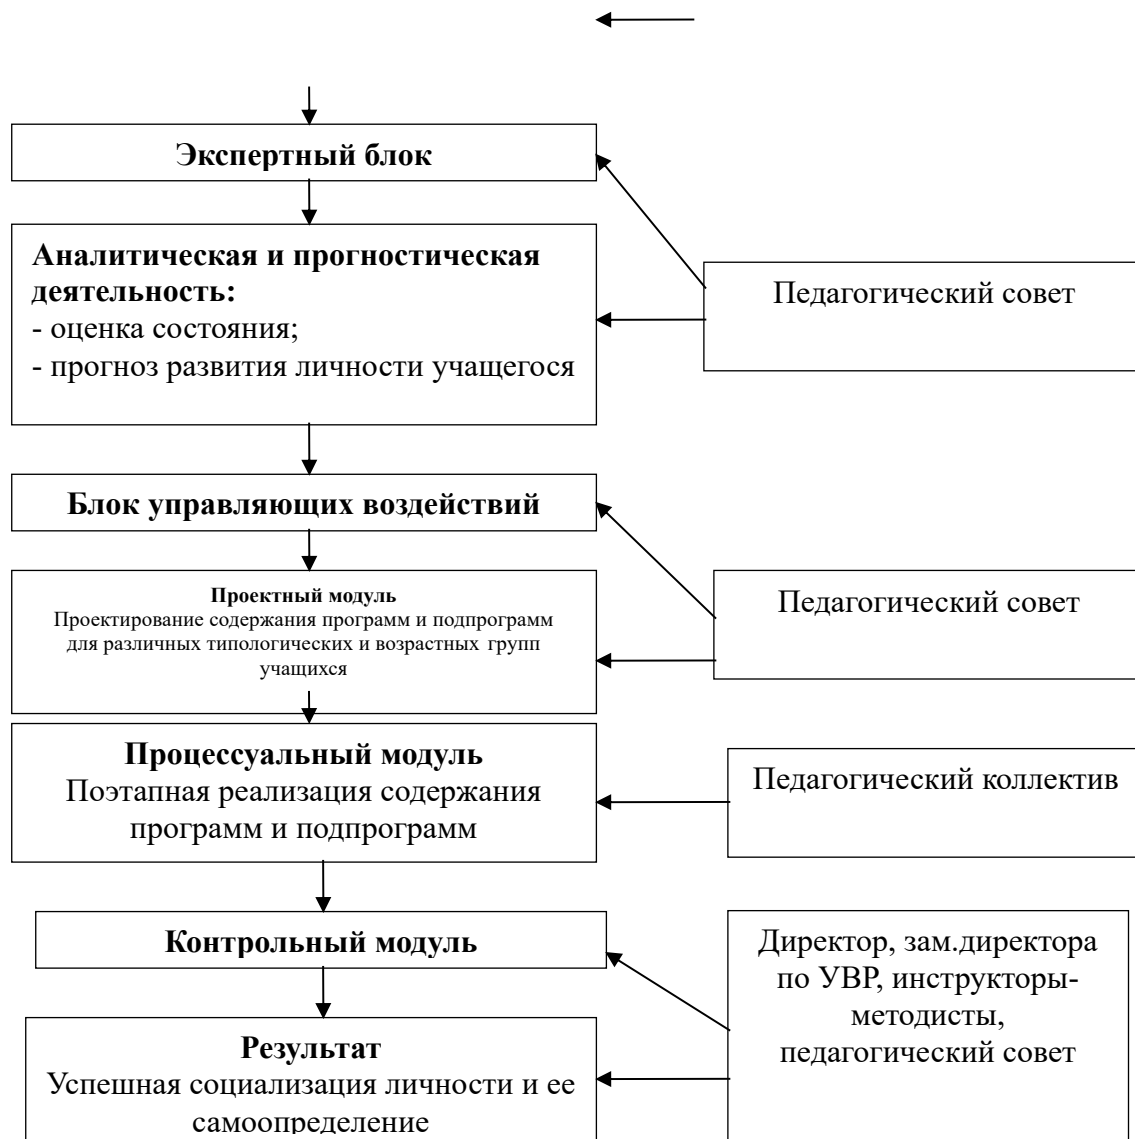 Экспертный блок
Аналитическая и прогностическая
деятельность:
- оценка состояния;
- прогноз развития личности учащегося
Педагогический совет
Блок управляющих воздействий
Проектный модуль
Проектирование содержания программ и подпрограмм
для различных типологических и возрастных групп
учащихся
Педагогический совет
Процессуальный модуль
Поэтапная реализация содержания
программ и подпрограмм
Педагогический коллектив
Контрольный модуль
Директор, зам.директора
по УВР, инструкторы-
методисты,
педагогический совет
Результат
Успешная социализация личности и ее
самоопределение